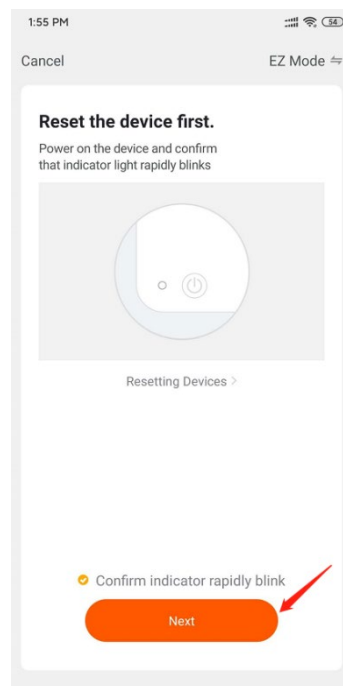 1:55 PM 54
Cancel EZ Mode
Reset the device first.
Power on the device and confirm
that indicator light rapidly blinks
Resetting Devices >
Confirm indicator rapidly blink
Next